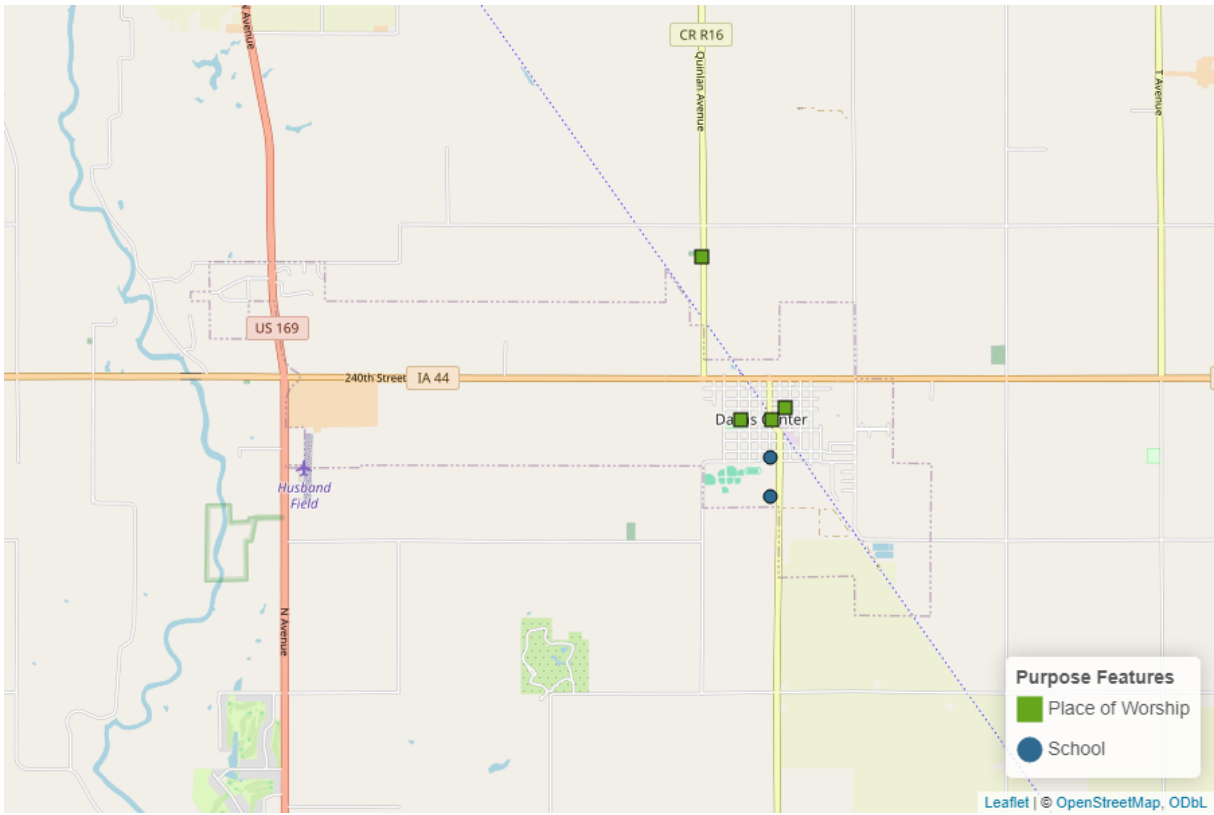 N Avenue
CR R16
Quinlan Avenue
T Avenue
US 169
240th Street
IA 44
Husband
Field
N Avenue
Purpose Features
Place of Worship
School
Leaflet | © OpenStreetMap, ODbL